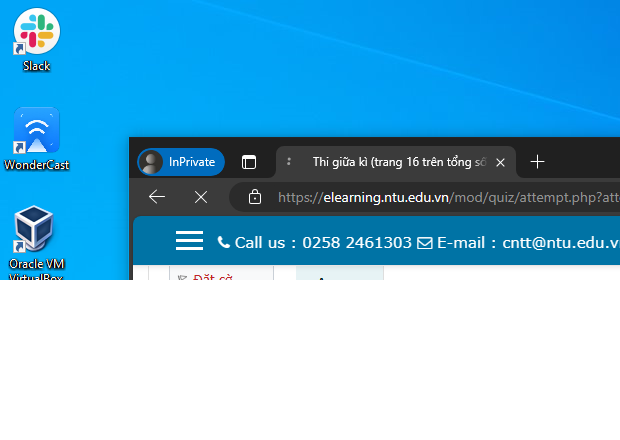 Slack
WonderCast
Oracle VM
VirtualBox
InPrivate
Thi giữa kì (trang 16 trên tổng số
https://elearning.ntu.edu.vn/mod/quiz/attempt.php?att
Call us : 0258 2461303 E-mail : cntt@ntu.edu.v
Đặt cờ